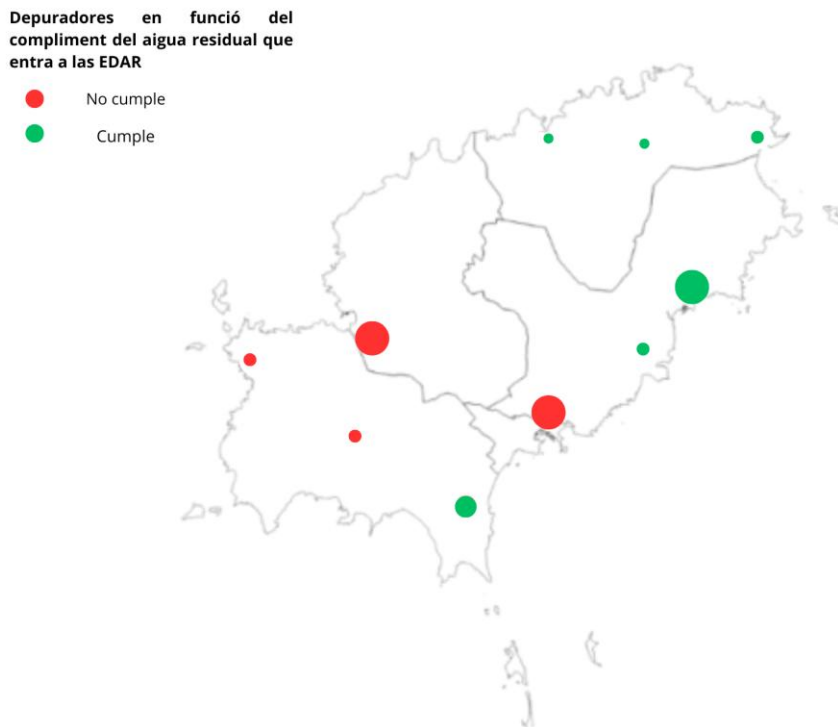 Depuradores en funció del
compliment del aigua residual que
entra a las EDAR
No cumple
Cumple